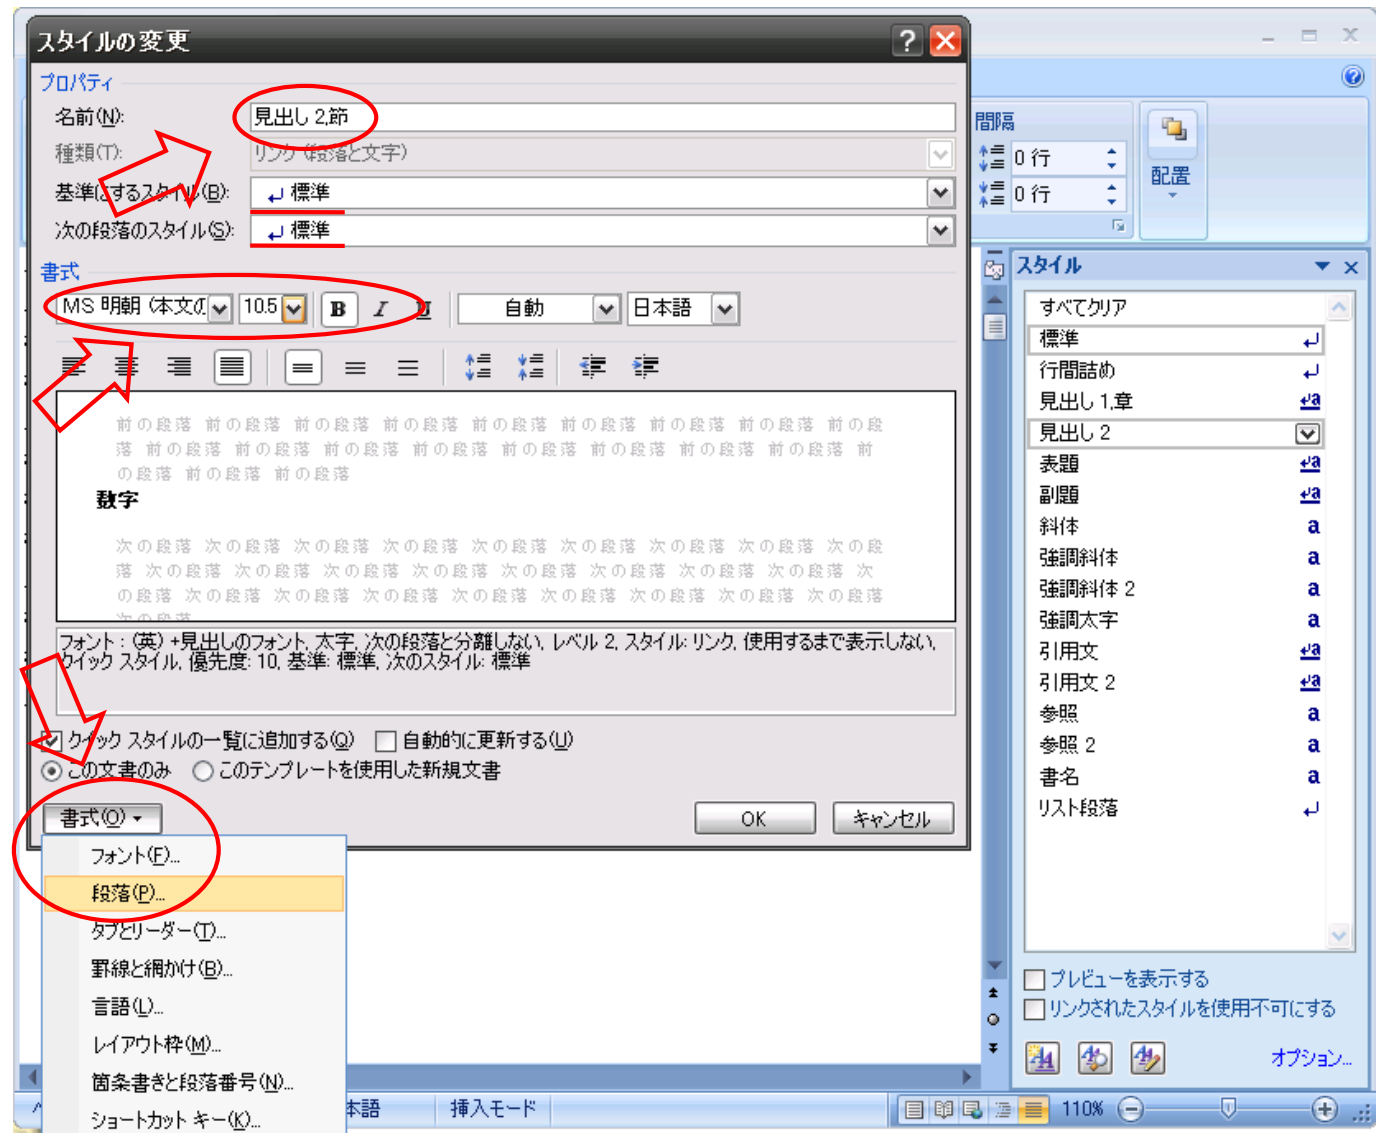 スタイルの変更
プロパティ
名前(N):
見出し 2,節
種類(T):
リンク (段落と文字)
基準にするスタイル(B):
標準
次の段落のスタイル(S):
標準
書式
MS 明朝 (本文の
10.5
B
I
U
自動
日本語
前の段落 前の段落 前の段落 前の段落 前の段落 前の段落 前の段落 前の段落 前の段
落 前の段落 前の段落 前の段落 前の段落 前の段落 前の段落 前の段落 前の段落 前
の段落 前の段落 前の段落
数字
次の段落 次の段落 次の段落 次の段落 次の段落 次の段落 次の段落 次の段落 次の段
落 次の段落 次の段落 次の段落 次の段落 次の段落 次の段落 次の段落 次の段落 次
の段落 次の段落 次の段落 次の段落 次の段落 次の段落 次の段落 次の段落 次の段落
次の段落
フォント : (英) +見出しのフォント, 太字, 次の段落と分離しない, レベル 2, スタイル: リンク, 使用するまで表示しない,
クイック スタイル, 優先度: 10, 基準: 標準, 次のスタイル: 標準
クイック スタイルの一覧に追加する(Q)
自動的に更新する(U)
この文書のみ
このテンプレートを使用した新規文書
書式(O)
OK
キャンセル
フォント(F)...
段落(P)...
タブとリーダー(T)...
罫線と網かけ(B)...
言語(L)...
レイアウト枠(M)...
箇条書きと段落番号(N)...
ショートカット キー(K)...
間隔
0 行
0 行
配置
スタイル
すべてクリア
標準
行間詰め
見出し 1,章
見出し 2
表題
副題
斜体
強調斜体
強調斜体 2
強調太字
引用文
引用文 2
参照
参照 2
書名
リスト段落
プレビューを表示する
リンクされたスタイルを使用不可にする
オプション...
本語
挿入モード
110%